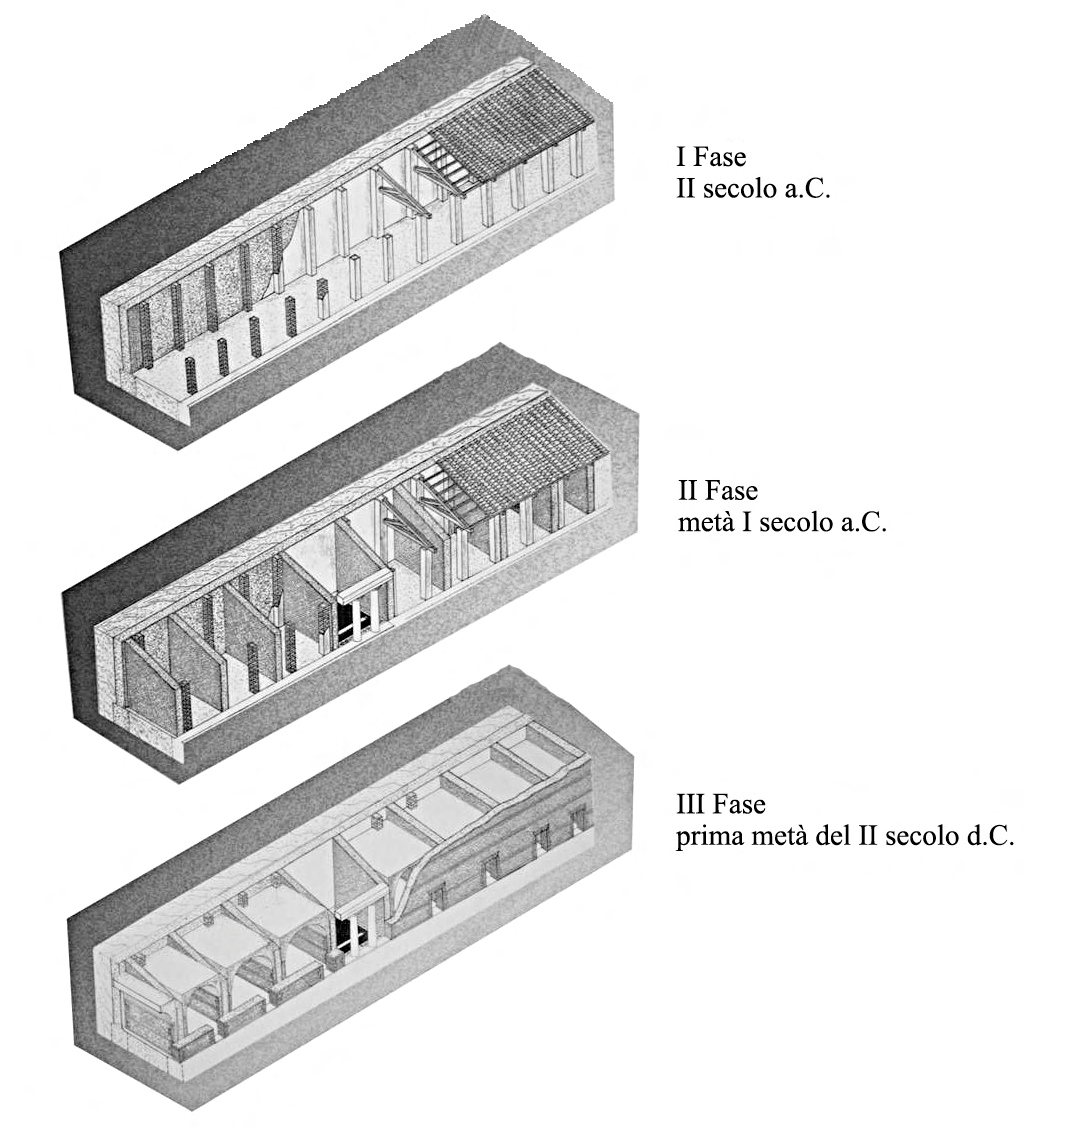 I Fase
II secolo a.C.
II Fase
metà I secolo a.C.
III Fase
prima metà del II secolo d.C.